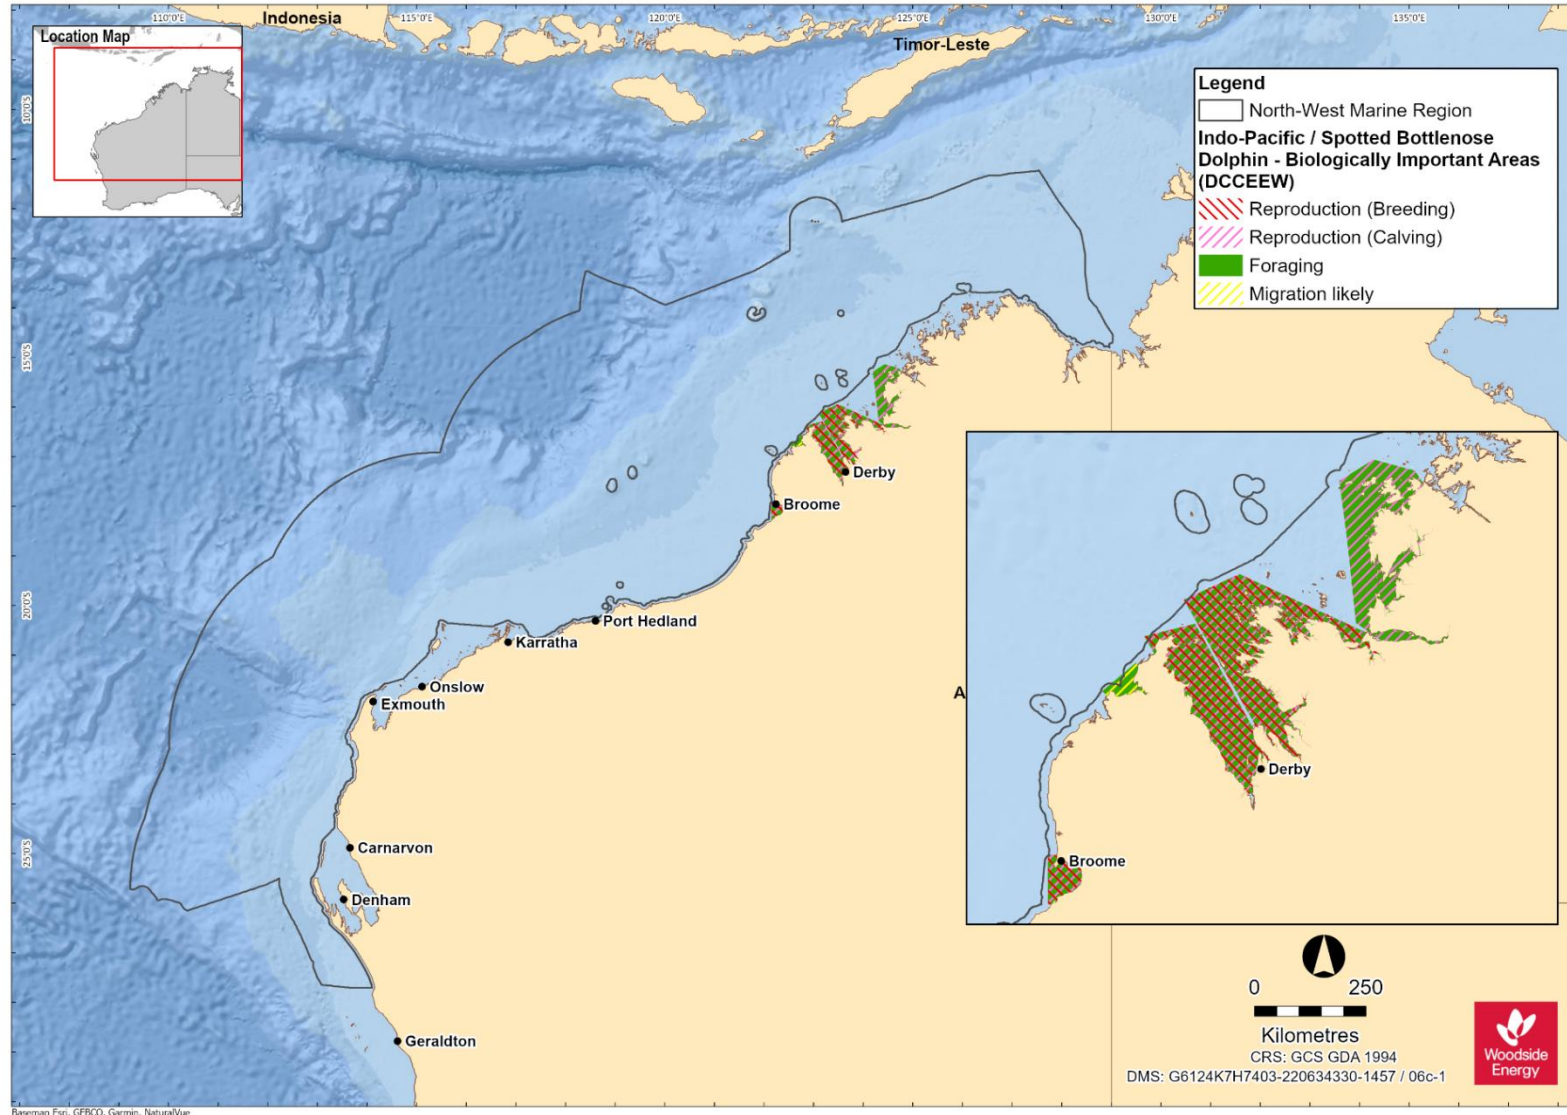 110°0'E
115°0'E
120°0'E
125°0'E
130°0'E
135°0'E
Indonesia
Timor-Leste
Location Map
10°0'S
15°0'S
20°0'S
25°0'S
Legend
North-West Marine Region
Indo-Pacific / Spotted Bottlenose
Dolphin - Biologically Important Areas
(DCCEEW)
Reproduction (Breeding)
Reproduction (Calving)
Foraging
Migration likely
Derby
Broome
Port Hedland
Karratha
Onslow
Exmouth
Carnarvon
Denham
Geraldton
A
Derby
Broome
0 250
Kilometres
CRS: GCS GDA 1994
DMS: G6124K7H7403-220634330-1457 / 06c-1
Woodside
Energy
Basemap Esri, GEBCO, Garmin, NaturalVue